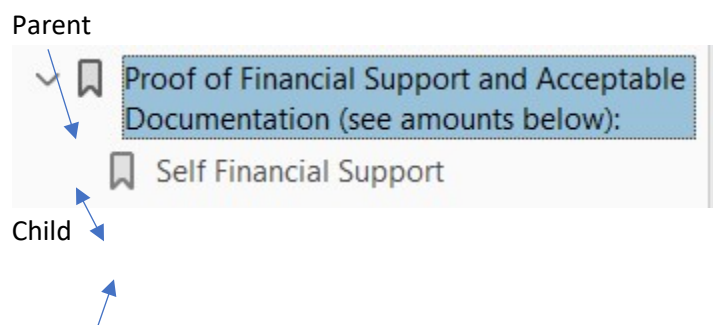 Parent
Proof of Financial Support and Acceptable
Documentation (see amounts below):
Self Financial Support
Child